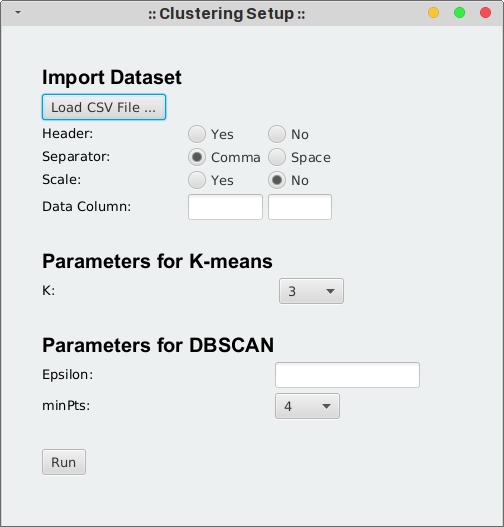 :: Clustering Setup ::
Import Dataset
Load CSV File ...
Header: Yes No
Separator: Comma Space
Scale: Yes No
Data Column:
Parameters for K-means
K: 3
Parameters for DBSCAN
Epsilon:
minPts: 4
Run